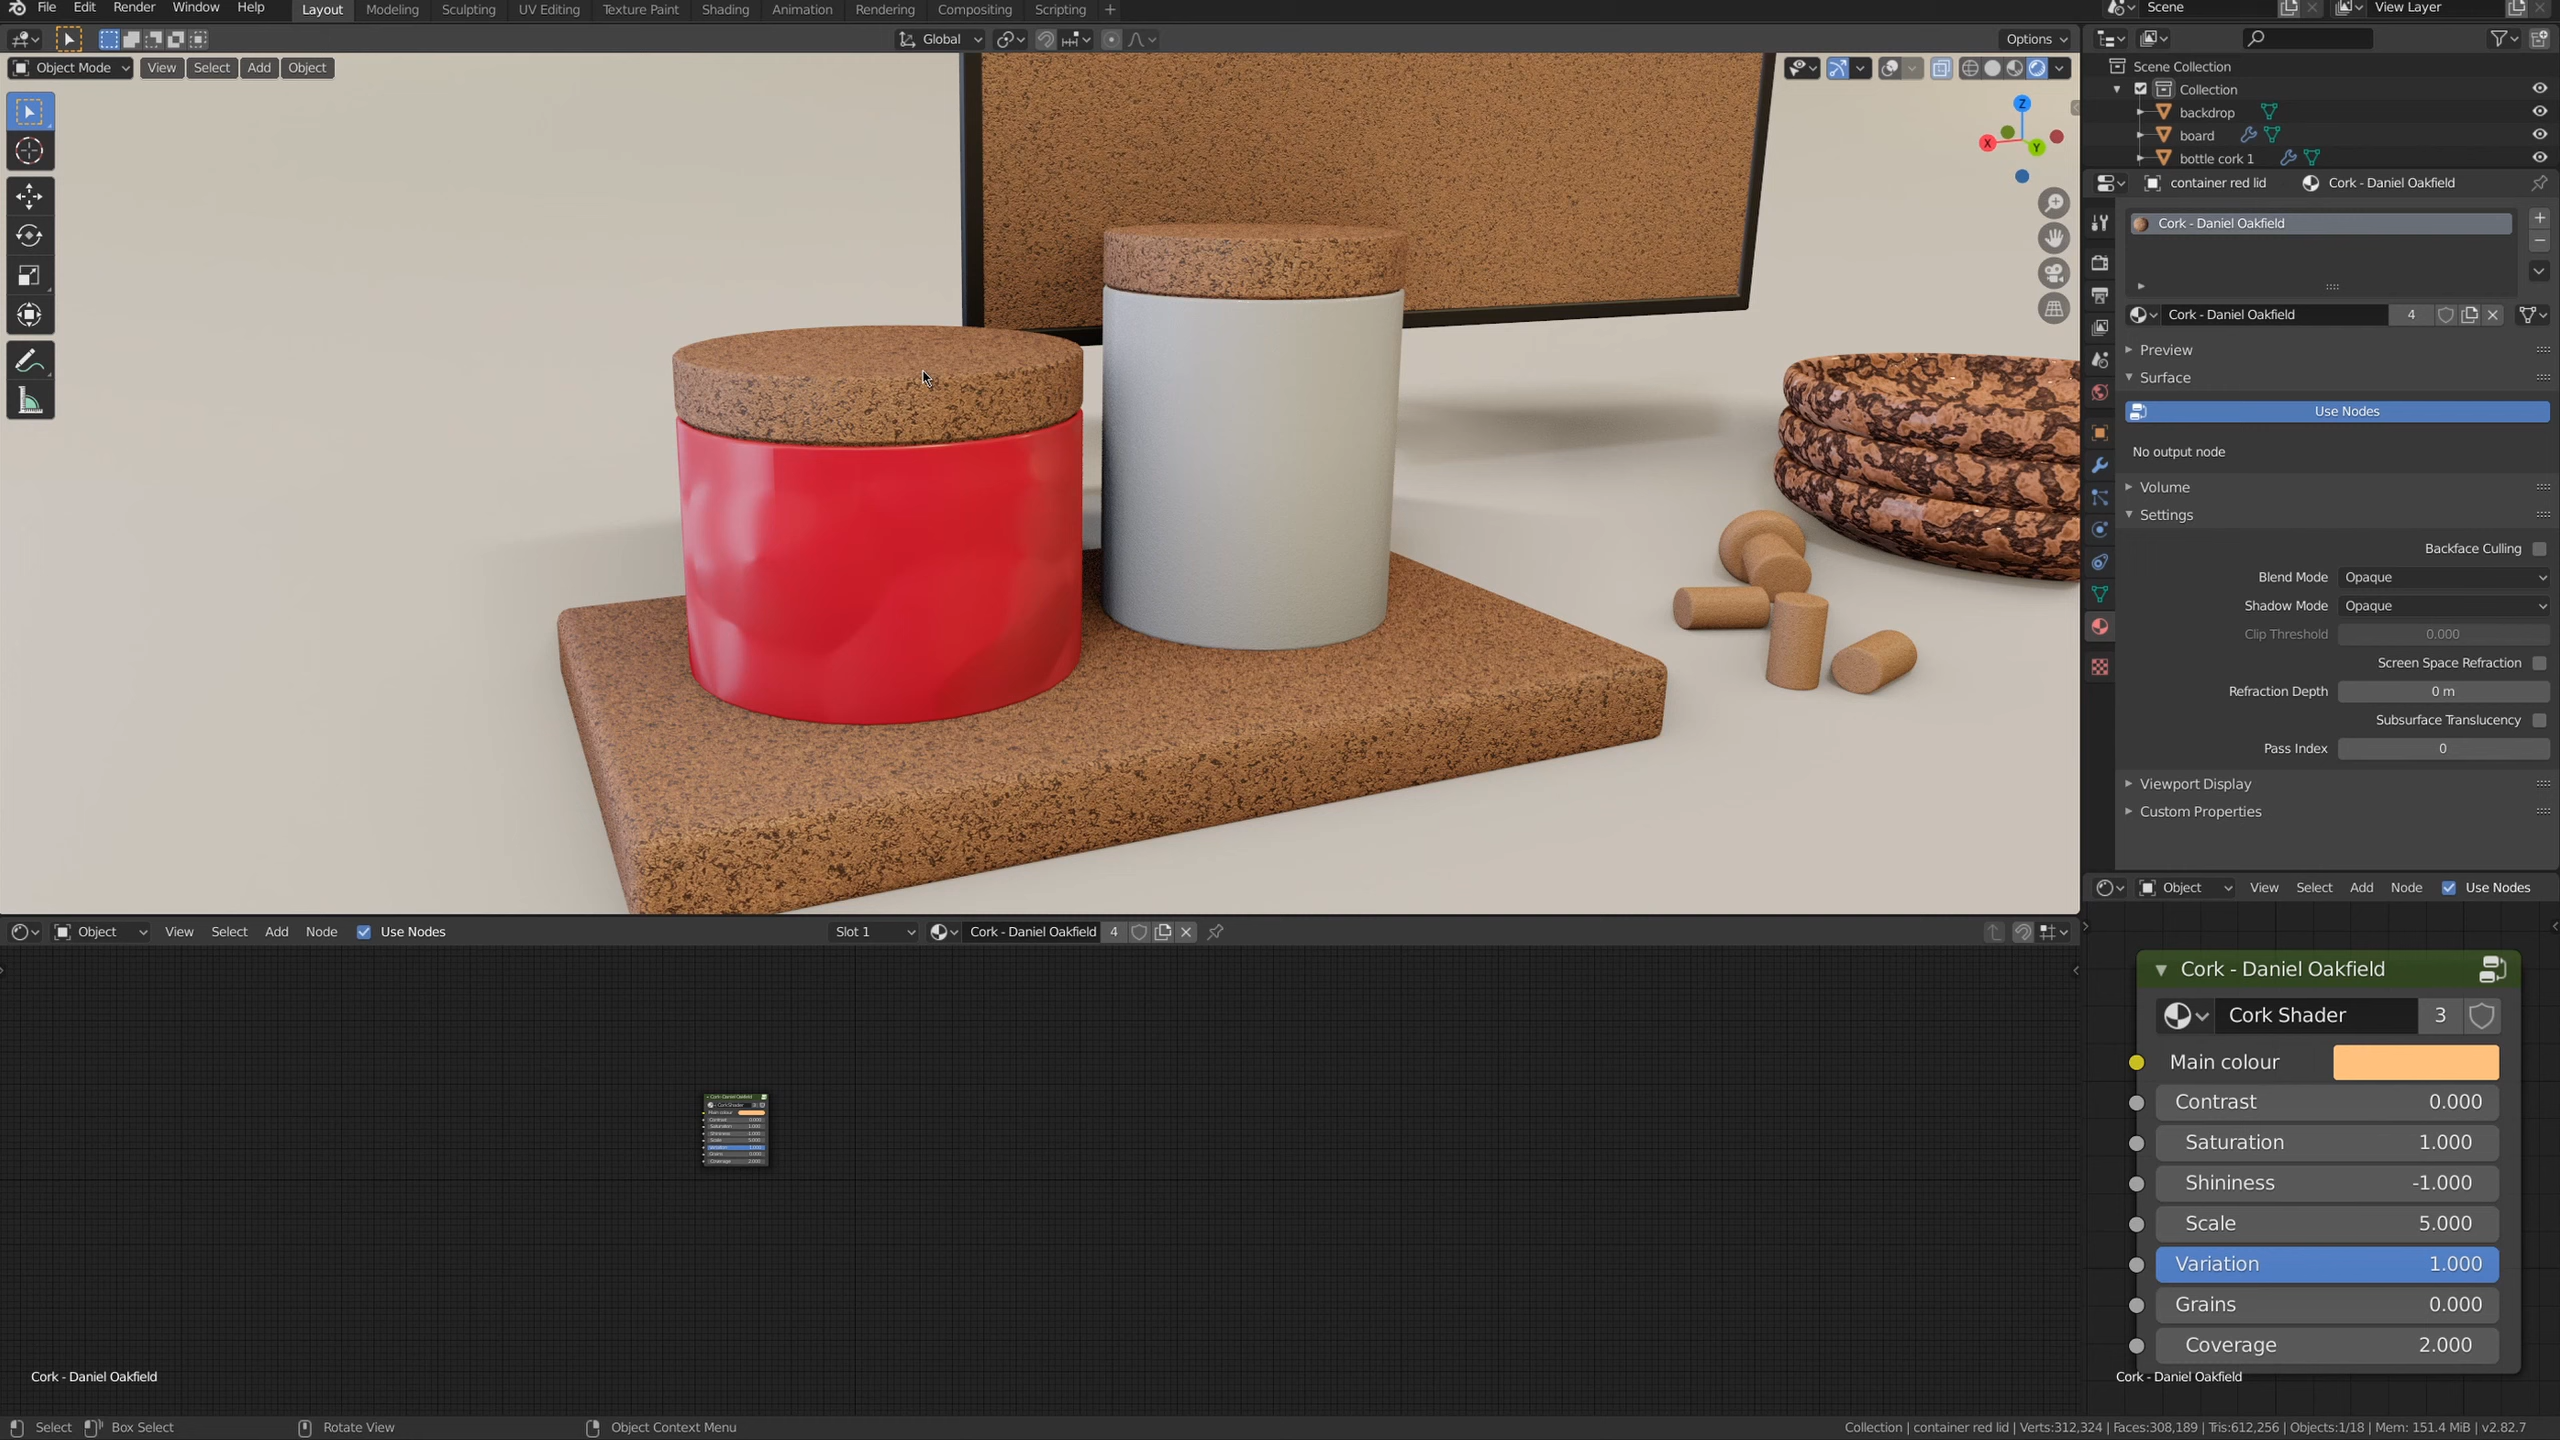 File Edit Render Window Help Layout Modeling Sculpting UV Editing Texture Paint Shading Animation Rendering Compositing Scripting + Scene View Layer
Global Options
Object Mode View Select Add Object
Scene Collection
Collection
backdrop
board
bottle cork 1
Z
X
Y
container red lid Cork - Daniel Oakfield
Cork - Daniel Oakfield
Cork - Daniel Oakfield 4
Preview
Surface
Use Nodes
No output node
Volume
Settings
Backface Culling
Blend Mode Opaque
Shadow Mode Opaque
Clip Threshold 0.000
Screen Space Refraction
Refraction Depth 0 m
Subsurface Translucency
Pass Index 0
Viewport Display
Custom Properties
Object View Select Add Node Use Nodes
Object View Select Add Node Use Nodes Slot 1 Cork - Daniel Oakfield 4
Cork - Daniel Oakfield
Cork Shader 3
Main colour
Contrast 0.000
Saturation 1.000
Shininess -1.000
Scale 5.000
Variation 1.000
Grains 0.000
Coverage 2.000
Cork - Daniel Oakfield
Cork - Daniel Oakfield
Select Box Select Rotate View Object Context Menu Collection | container red lid | Verts:312,324 | Faces:308,189 | Tris:612,256 | Objects:1/18 | Mem: 151.4 MiB | v2.82.7